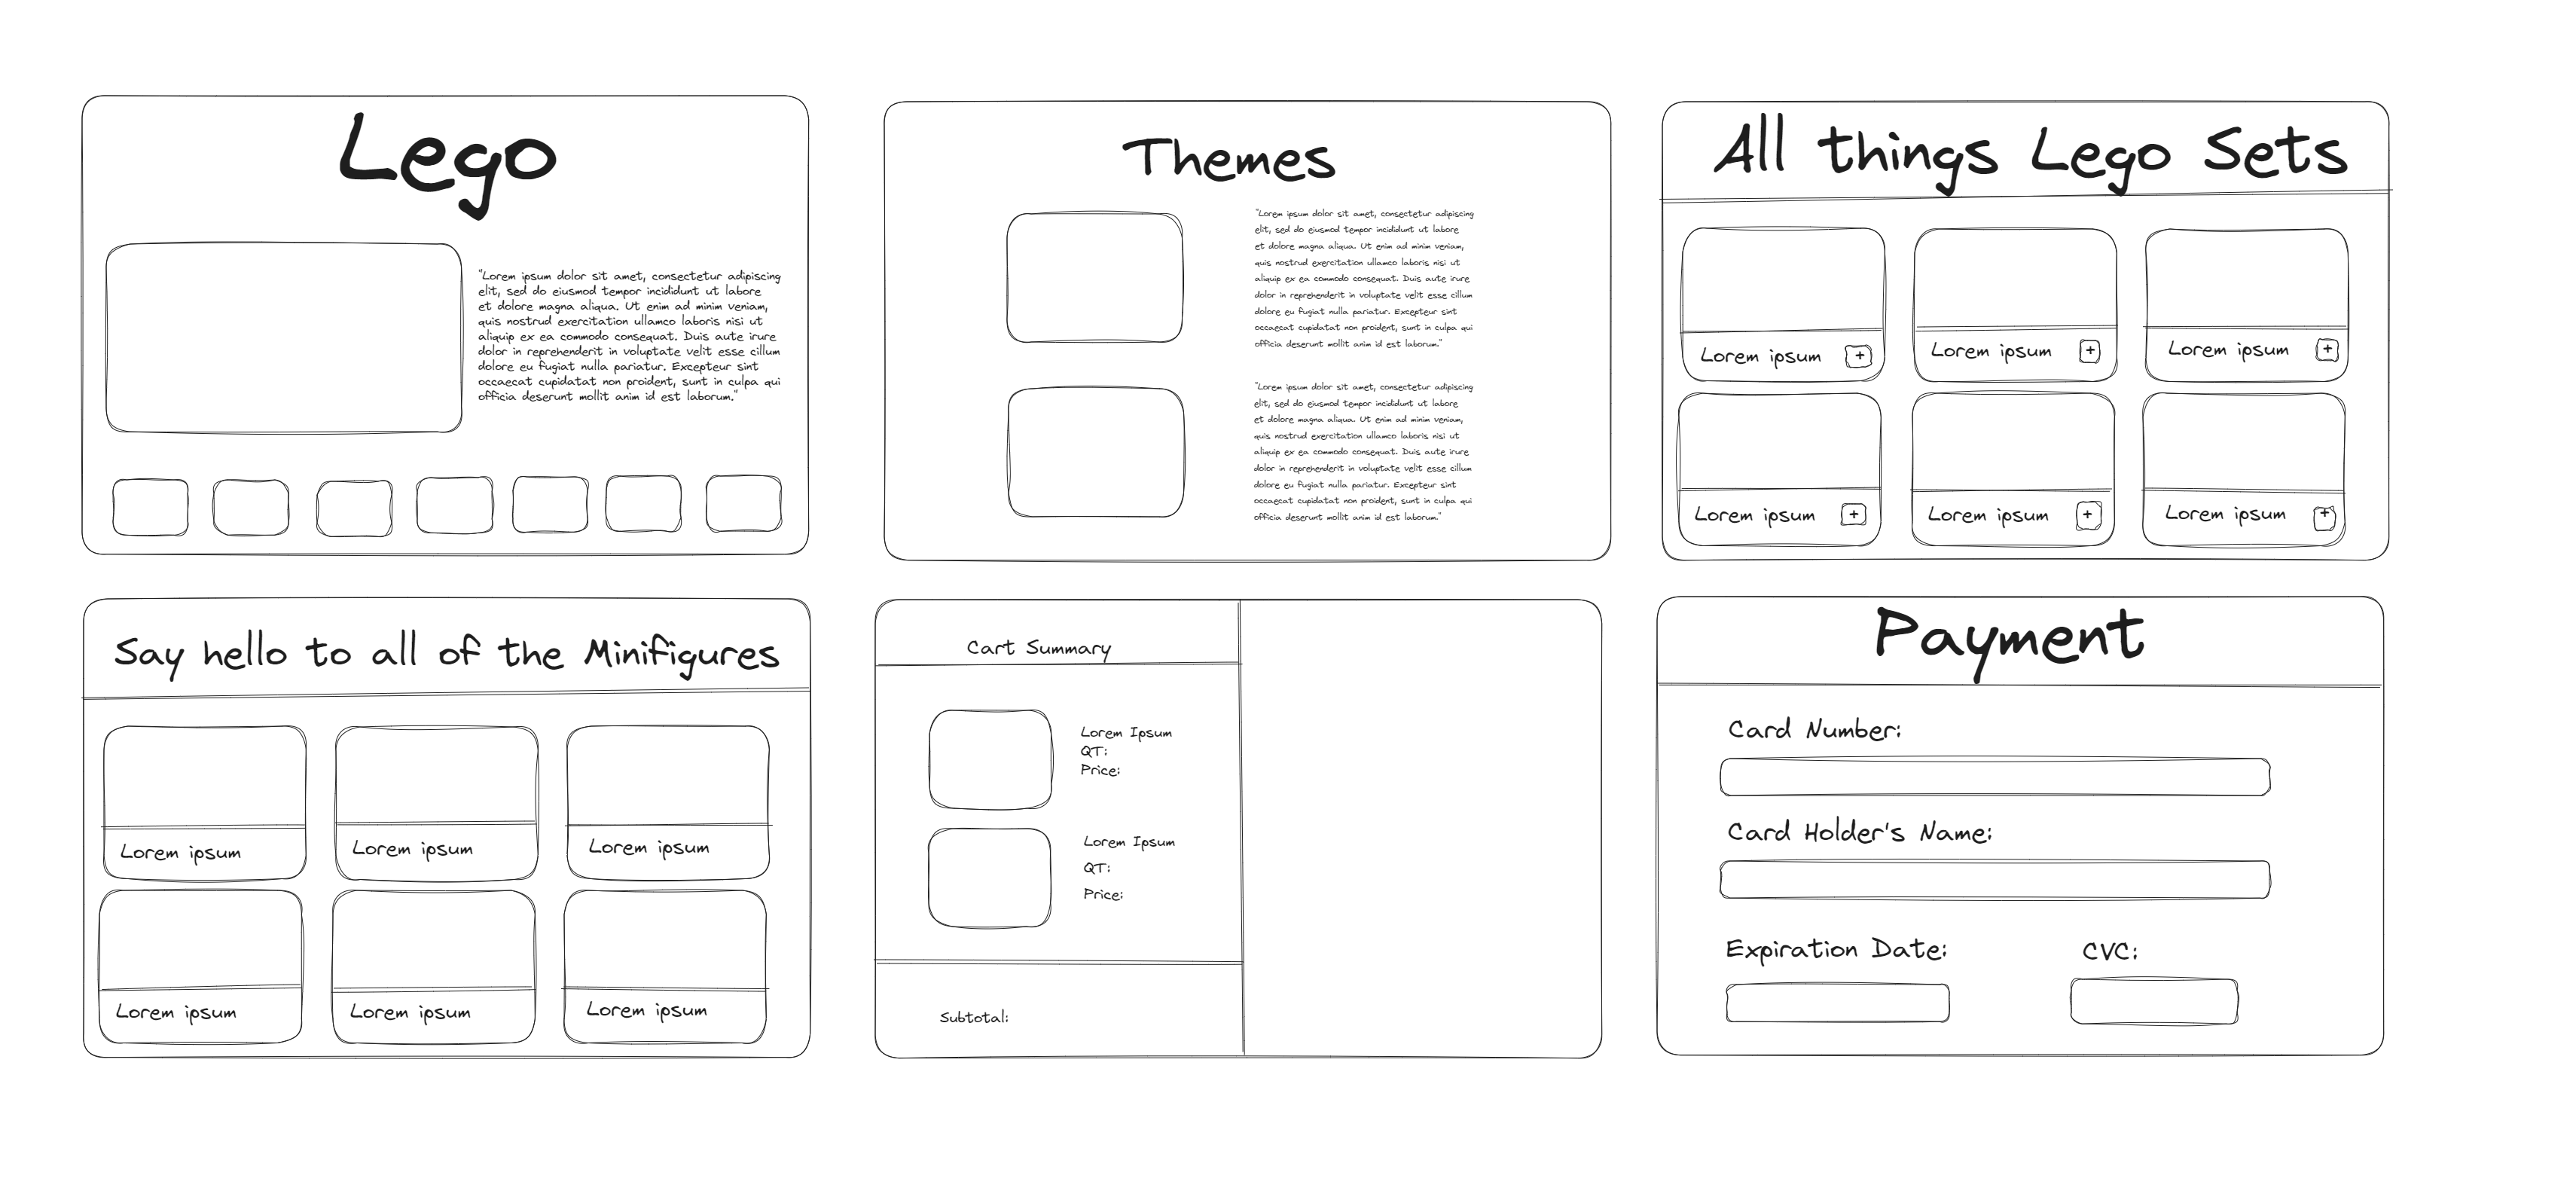 Lego
"Lorem ipsum dolor sit amet, consectetur adipiscing
elit, sed do eiusmod tempor incididunt ut labore
et dolore magna aliqua. Ut enim ad minim veniam,
quis nostrud exercitation ullamco laboris nisi ut
aliquip ex ea commodo consequat. Duis aute irure
dolor in reprehenderit in voluptate velit esse cillum
dolore eu fugiat nulla pariatur. Excepteur sint
occaecat cupidatat non proident, sunt in culpa qui
officia deserunt mollit anim id est laborum."
Themes
"Lorem ipsum dolor sit amet, consectetur adipiscing
elit, sed do eiusmod tempor incididunt ut labore
et dolore magna aliqua. Ut enim ad minim veniam,
quis nostrud exercitation ullamco laboris nisi ut
aliquip ex ea commodo consequat. Duis aute irure
dolor in reprehenderit in voluptate velit esse cillum
dolore eu fugiat nulla pariatur. Excepteur sint
occaecat cupidatat non proident, sunt in culpa qui
officia deserunt mollit anim id est laborum."
"Lorem ipsum dolor sit amet, consectetur adipiscing
elit, sed do eiusmod tempor incididunt ut labore
et dolore magna aliqua. Ut enim ad minim veniam,
quis nostrud exercitation ullamco laboris nisi ut
aliquip ex ea commodo consequat. Duis aute irure
dolor in reprehenderit in voluptate velit esse cillum
dolore eu fugiat nulla pariatur. Excepteur sint
occaecat cupidatat non proident, sunt in culpa qui
officia deserunt mollit anim id est laborum."
All things Lego Sets
Lorem ipsum +
Lorem ipsum +
Lorem ipsum +
Lorem ipsum +
Lorem ipsum +
Lorem ipsum +
Say hello to all of the Minifigures
Lorem ipsum
Lorem ipsum
Lorem ipsum
Lorem ipsum
Lorem ipsum
Lorem ipsum
Cart Summary
Lorem Ipsum
QT:
Price:
Lorem Ipsum
QT:
Price:
Subtotal:
Payment
Card Number:
Card Holder's Name:
Expiration Date:
CVC: